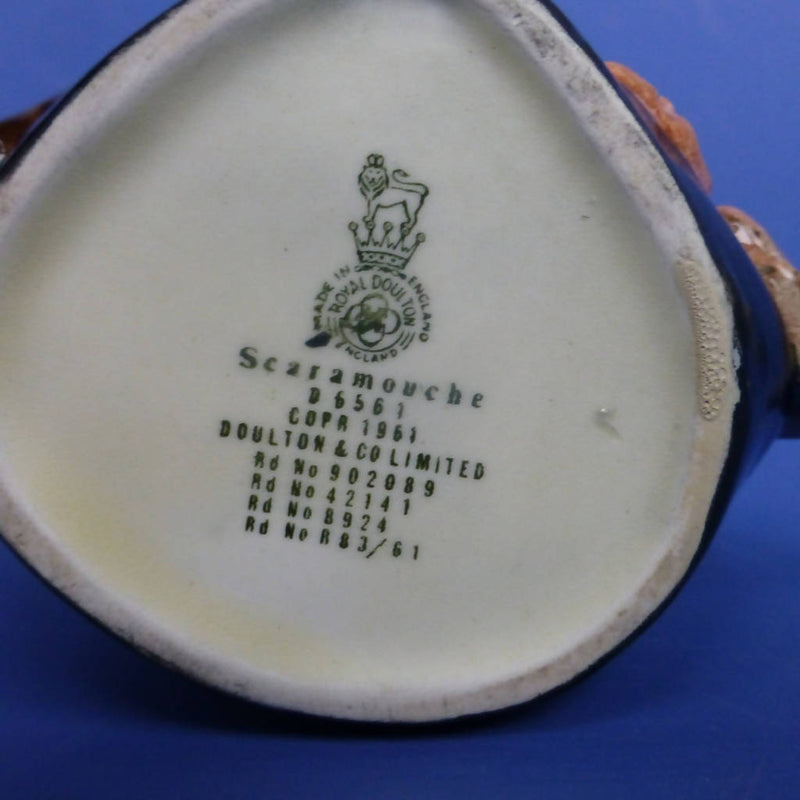 MADE IN ENGLAND
ROYAL DOULTON
ENGLAND
Scaramouche
D 6561
COPR 1961
DOULTON & CO LIMITED
Rd No 902089
Rd No 42141
Rd No 8924
Rd No R 83/61